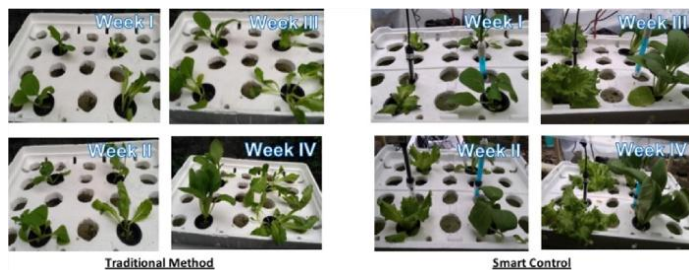 Week I
Week III
Week II
Week IV
Traditional Method
Week I
Week III
Week II
Week IV
Smart Control